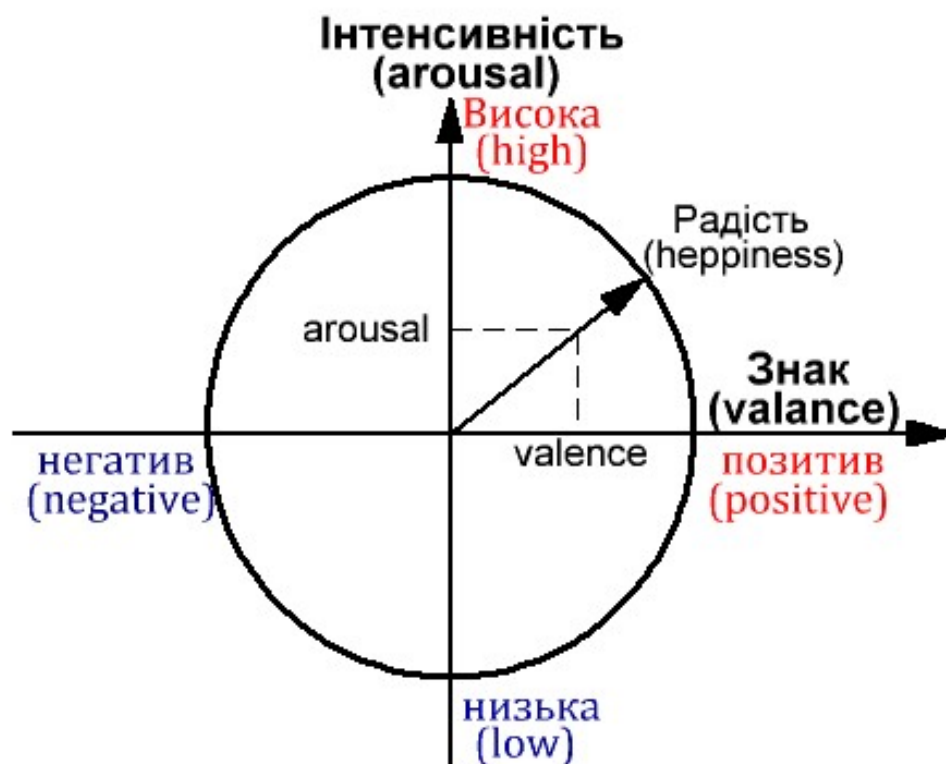 Інтенсивність
(arousal)
Висока
(high)
Радість
(heppiness)
arousal
Знак
(valance)
valence
негатив
(negative)
позитив
(positive)
низька
(low)